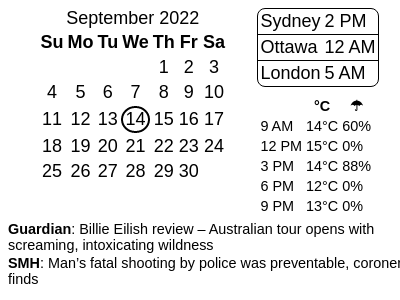 September 2022
Su Mo Tu We Th Fr Sa
1 2 3
4 5 6 7 8 9 10
11 12 13 14 15 16 17
18 19 20 21 22 23 24
25 26 27 28 29 30
Sydney 2 PM
Ottawa 12 AM
London 5 AM
°C ☂
9 AM 14°C 60%
12 PM 15°C 0%
3 PM 14°C 88%
6 PM 12°C 0%
9 PM 13°C 0%
Guardian: Billie Eilish review – Australian tour opens with
screaming, intoxicating wildness
SMH: Man's fatal shooting by police was preventable, coroner
finds